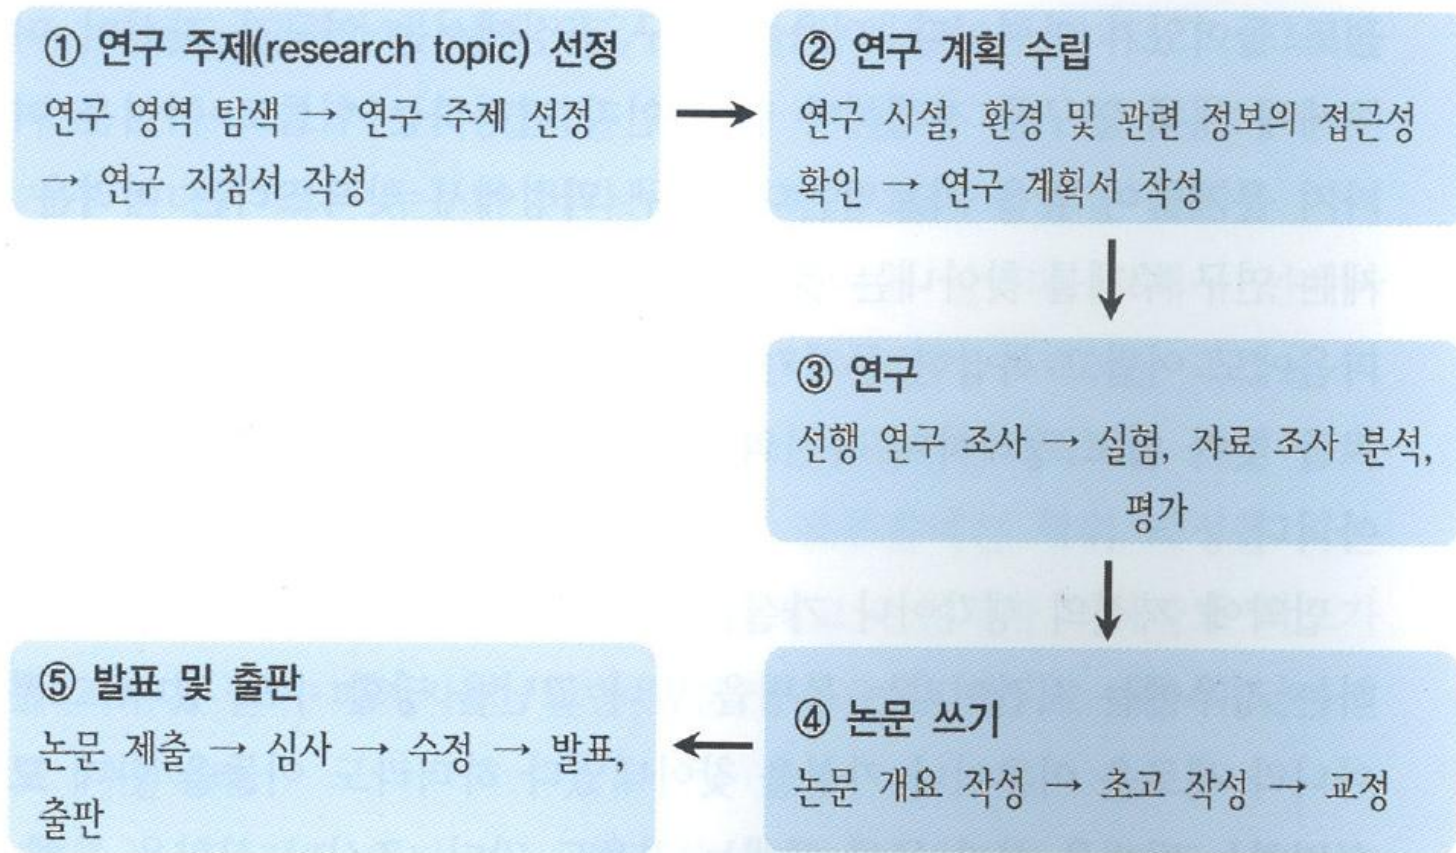 ① 연구 주제(research topic) 선정
연구 영역 탐색 → 연구 주제 선정
→ 연구 지침서 작성
② 연구 계획 수립
연구 시설, 환경 및 관련 정보의 접근성
확인 → 연구 계획서 작성
③ 연구
선행 연구 조사 → 실험, 자료 조사 분석,
평가
④ 논문 쓰기
논문 개요 작성 → 초고 작성 → 교정
⑤ 발표 및 출판
논문 제출 → 심사 → 수정 → 발표,
출판